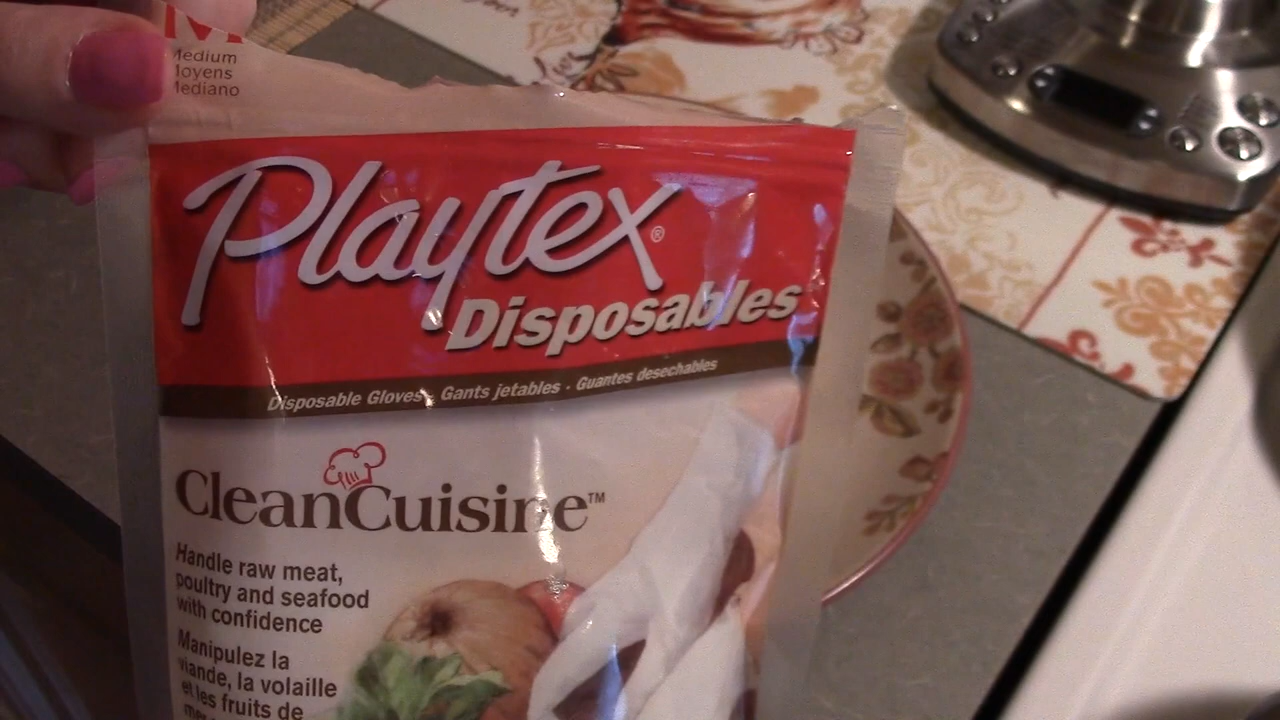 M
Medium
Moyens
Mediano
Playtex®
Disposables
Disposable Gloves · Gants jetables · Guantes desechables
CleanCuisine™
Handle raw meat,
poultry and seafood
with confidence
Manipulez la
viande, la volaille
et les fruits de